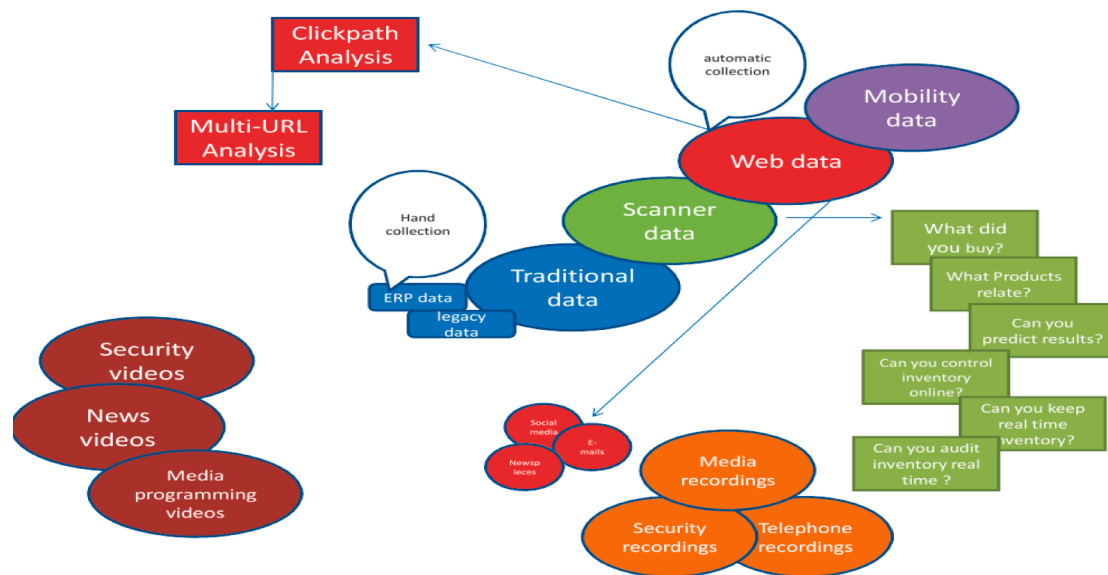 Clickpath
Analysis
Multi-URL
Analysis
automatic
collection
Mobility
data
Web data
Scanner
data
Hand
collection
Traditional
data
ERP data
legacy
data
What did
you buy?
What Products
relate?
Can you
predict results?
Can you control
inventory
online?
Can you keep
real time
inventory?
Can you audit
inventory real
time ?
Security
videos
News
videos
Media
programming
videos
Social
media
E-
mails
Newsp
ieces
Media
recordings
Security
recordings
Telephone
recordings